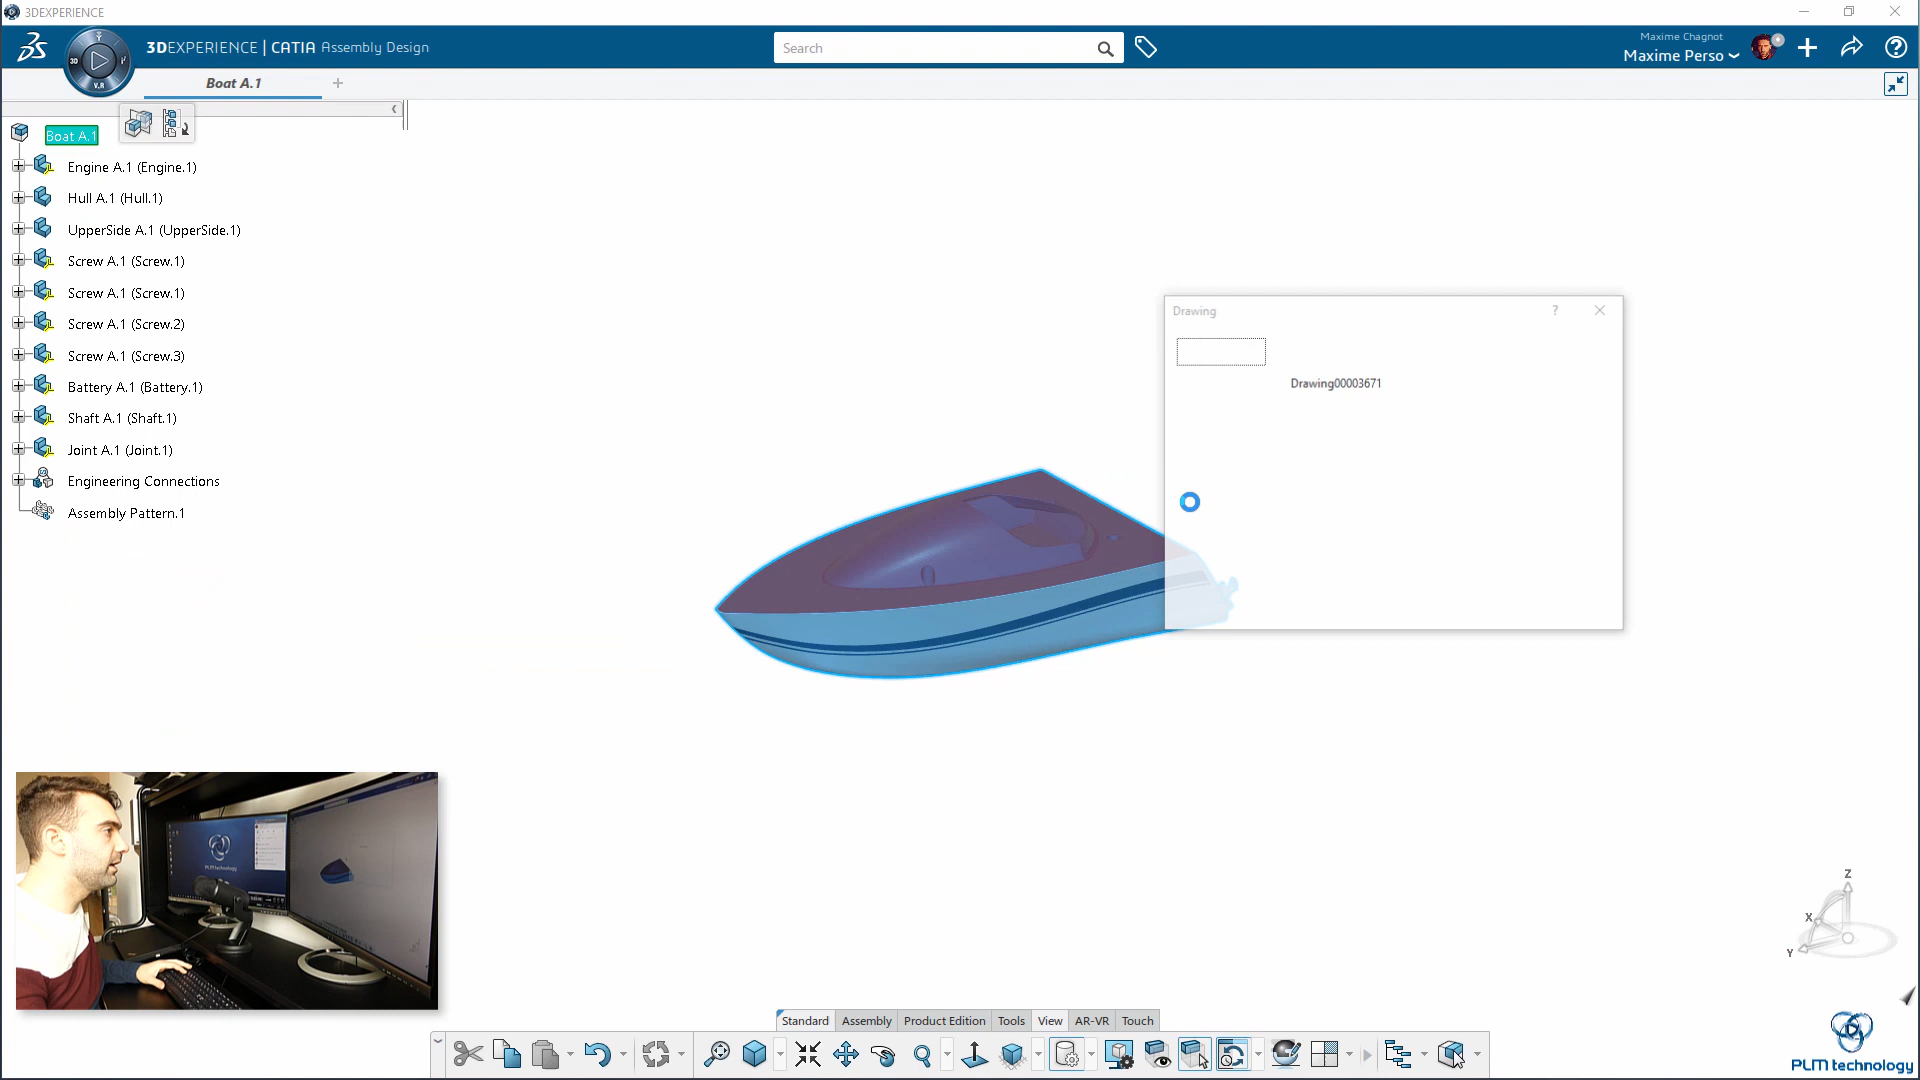 3DEXPERIENCE
3DEXPERIENCE | CATIA Assembly Design
Search
Maxime Chagnot
Maxime Perso
3D
V.R
Boat A.1
Boat A.1
Engine A.1 (Engine.1)
Hull A.1 (Hull.1)
UpperSide A.1 (UpperSide.1)
Screw A.1 (Screw.1)
Screw A.1 (Screw.1)
Screw A.1 (Screw.2)
Screw A.1 (Screw.3)
Battery A.1 (Battery.1)
Shaft A.1 (Shaft.1)
Joint A.1 (Joint.1)
Engineering Connections
Assembly Pattern.1
Drawing
Drawing00003671
PLM technology
Z
X
Y
Standard
Assembly
Product Edition
Tools
View
AR-VR
Touch
PLM technology